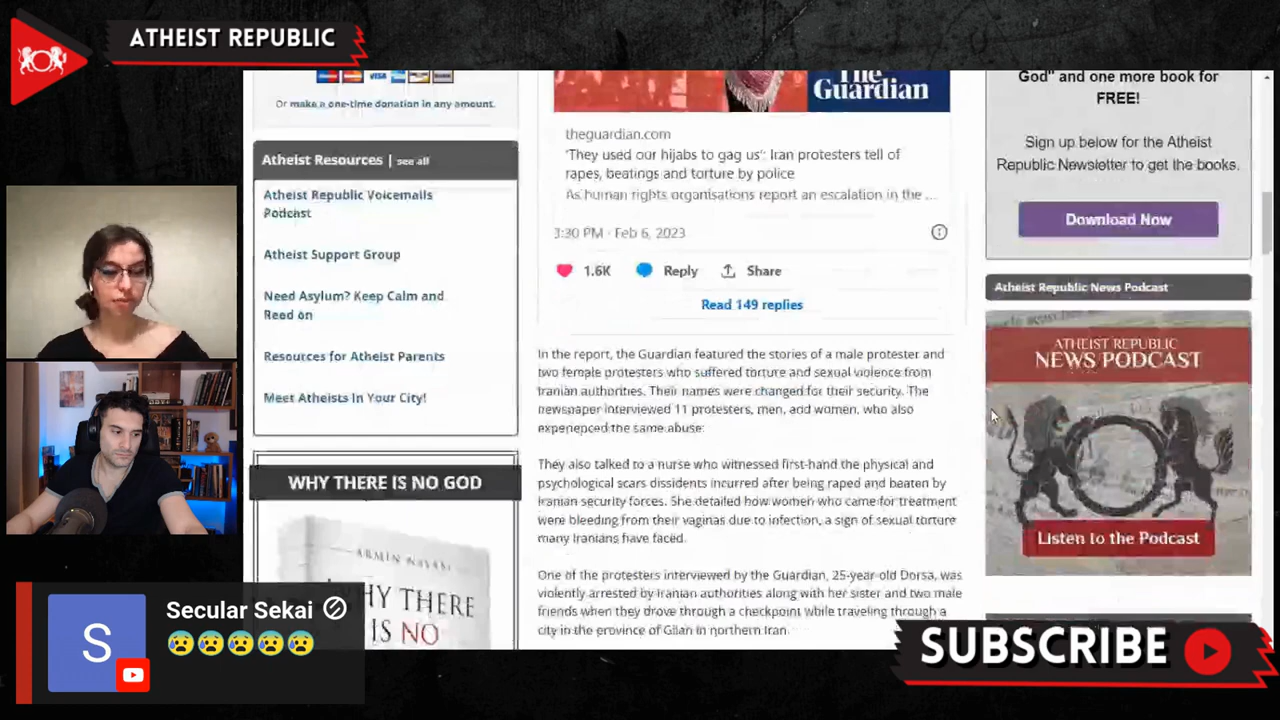 ATHEIST REPUBLIC
VISA
Or make a one-time donation in any amount.
Atheist Resources | see all
Atheist Republic Voicemails
Podcast
Atheist Support Group
Need Asylum? Keep Calm and
Read on
Resources for Atheist Parents
Meet Atheists In Your City!
WHY THERE IS NO GOD
ARMIN NAVABI
WHY THERE
IS NO
The
Guardian
theguardian.com
'They used our hijabs to gag us': Iran protesters tell of
rapes, beatings and torture by police
As human rights organisations report an escalation in the ...
3:30 PM · Feb 6, 2023
1.6K Reply Share
Read 149 replies
In the report, the Guardian featured the stories of a male protester and
two female protesters who suffered torture and sexual violence from
Iranian authorities. Their names were changed for their security. The
newspaper interviewed 11 protesters, men, and women, who also
experienced the same abuse.
They also talked to a nurse who witnessed first-hand the physical and
psychological scars dissidents incurred after being raped and beaten by
Iranian security forces. She detailed how women who came for treatment
were bleeding from their vaginas due to infection, a sign of sexual torture
many Iranians have faced.
One of the protesters interviewed by the Guardian, 25-year-old Dorsa, was
violently arrested by Iranian authorities along with her sister and two male
friends when they drove through a checkpoint while traveling through a
city in the province of Gilan in northern Iran.
God" and one more book for
FREE!
Sign up below for the Atheist
Republic Newsletter to get the books.
Download Now
Atheist Republic News Podcast
ATHEIST REPUBLIC
NEWS PODCAST
Listen to the Podcast
S
Secular Sekai
😰😰😰😰😰
SUBSCRIBE